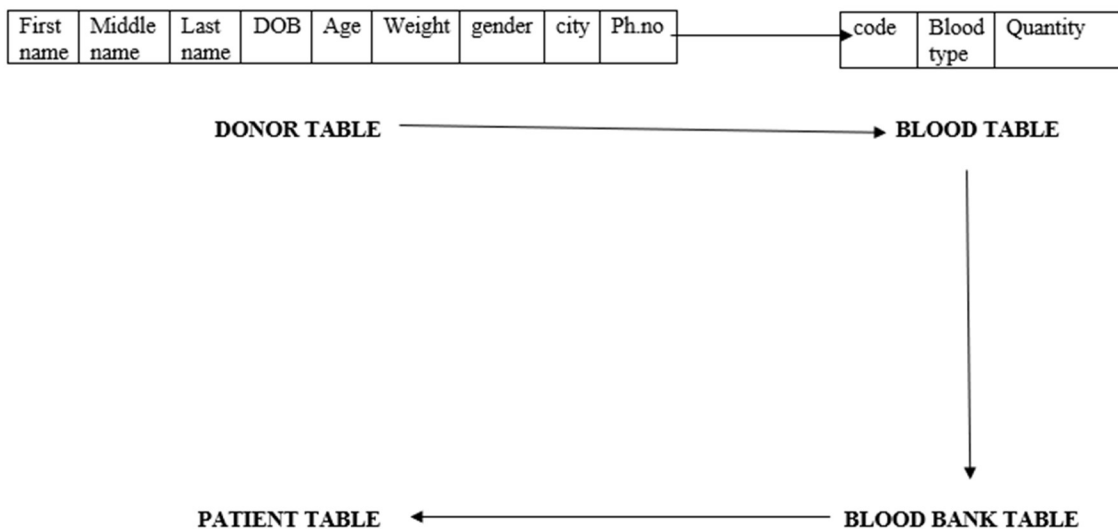 First Middle Last DOB Age Weight gender city Ph.no code Blood Quantity
name name name type
DONOR TABLE BLOOD TABLE
PATIENT TABLE BLOOD BANK TABLE